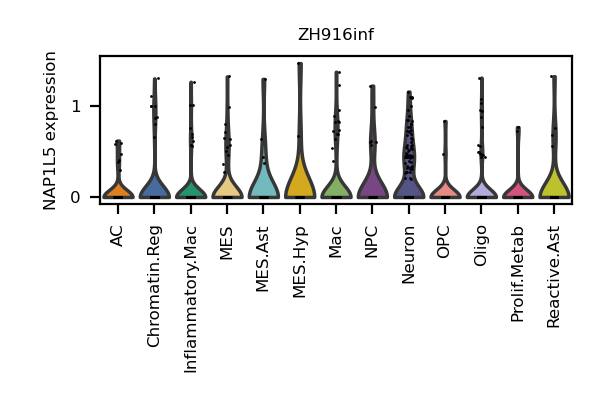 ZH916inf
NAP1L5 expression
1
0
AC
Chromatin.Reg
Inflammatory.Mac
MES
MES.Ast
MES.Hyp
Mac
NPC
Neuron
OPC
Oligo
Prolif.Metab
Reactive.Ast